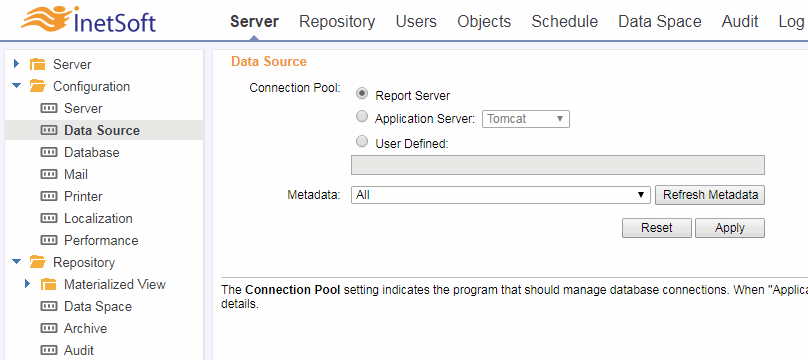 InetSoft
Server Repository Users Objects Schedule Data Space Audit Log
Server
Configuration
Server
Data Source
Database
Mail
Printer
Localization
Performance
Repository
Materialized View
Data Space
Archive
Audit
Data Source
Connection Pool: Report Server
Application Server: Tomcat
User Defined:
Metadata: All Refresh Metadata
Reset Apply
The Connection Pool setting indicates the program that should manage database connections. When "Applica
details.